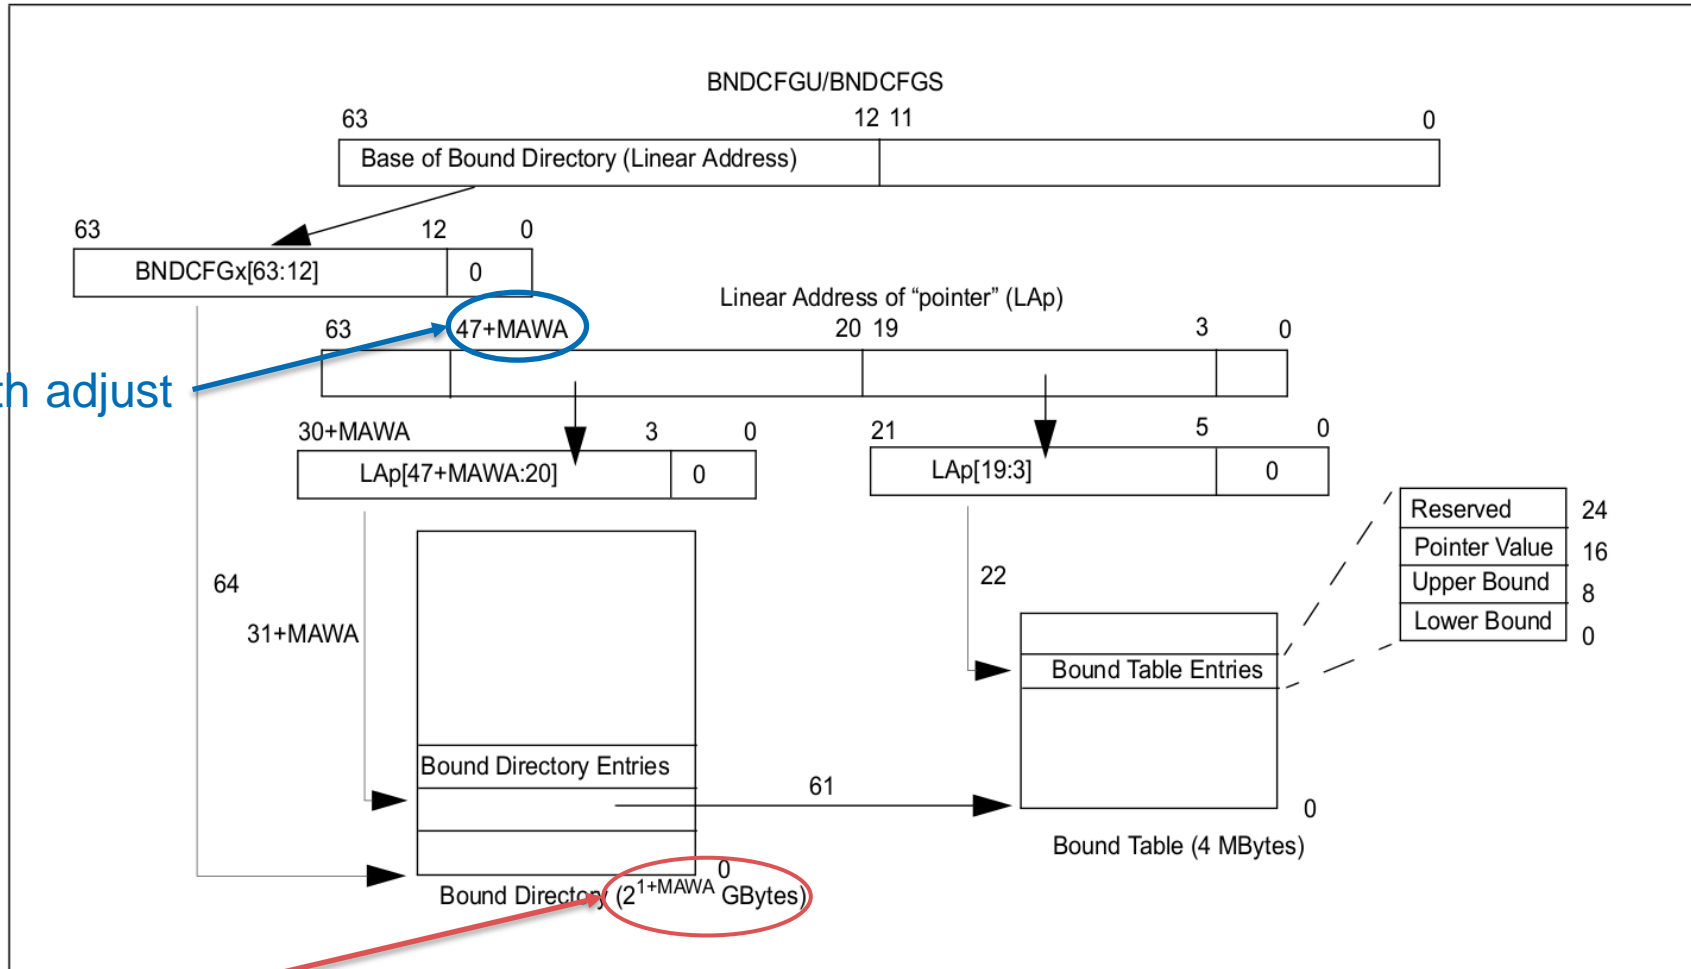 BNDCFGU/BNDCFGS
63 12 11 0
Base of Bound Directory (Linear Address)
63 12 0
BNDCFGx[63:12] 0
Linear Address of “pointer” (LAp)
63 47+MAWA 20 19 3 0
adjust
30+MAWA 3 0
21 5 0
LAp[47+MAWA:20] 0
LAp[19:3] 0
Reserved 24
Pointer Value 16
Upper Bound 8
Lower Bound 0
64
22
31+MAWA
Bound Table Entries
Bound Directory Entries
61
0
Bound Table (4 MBytes)
0
Bound Directory (2^1+MAWA GBytes)